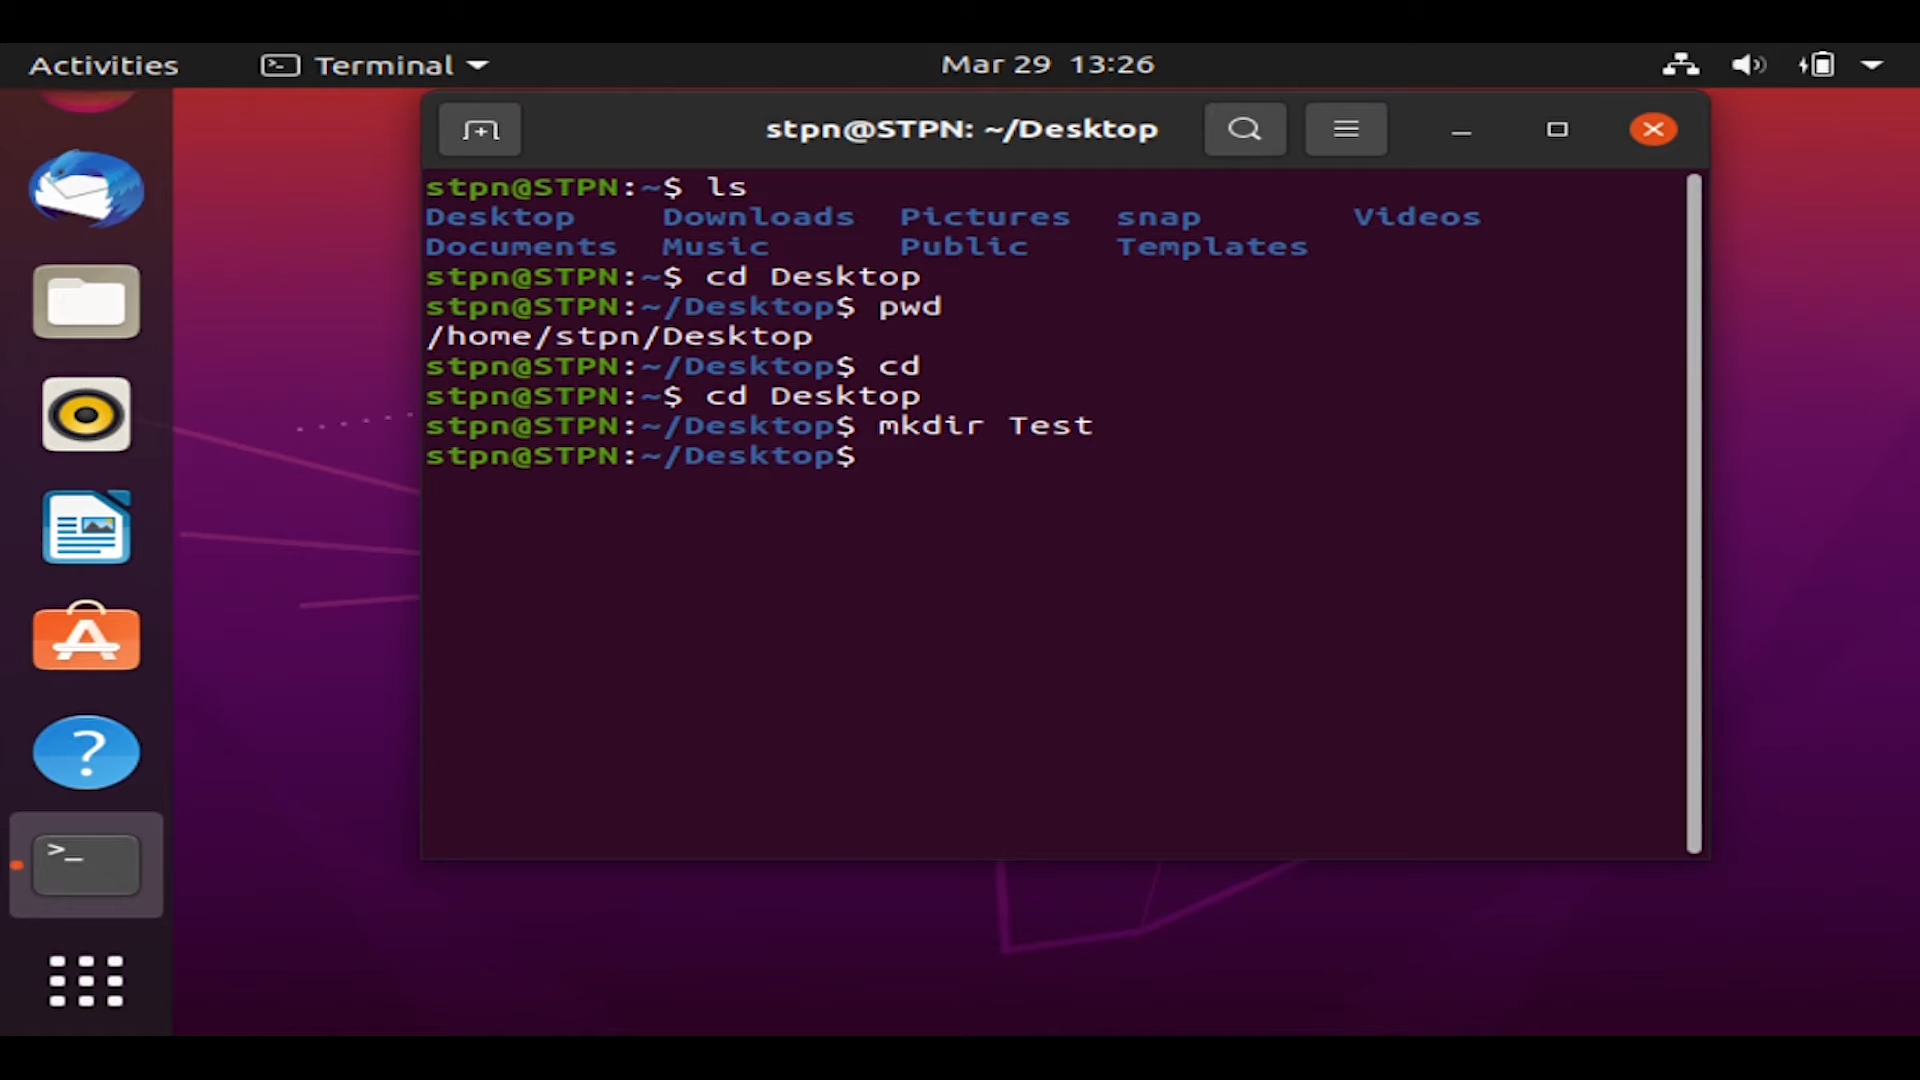 Activities Terminal Mar 29 13:26
stpn@STPN: ~/Desktop
stpn@STPN:~$ ls
Desktop Downloads Pictures snap Videos
Documents Music Public Templates
stpn@STPN:~$ cd Desktop
stpn@STPN:~/Desktop$ pwd
/home/stpn/Desktop
stpn@STPN:~/Desktop$ cd
stpn@STPN:~$ cd Desktop
stpn@STPN:~/Desktop$ mkdir Test
stpn@STPN:~/Desktop$